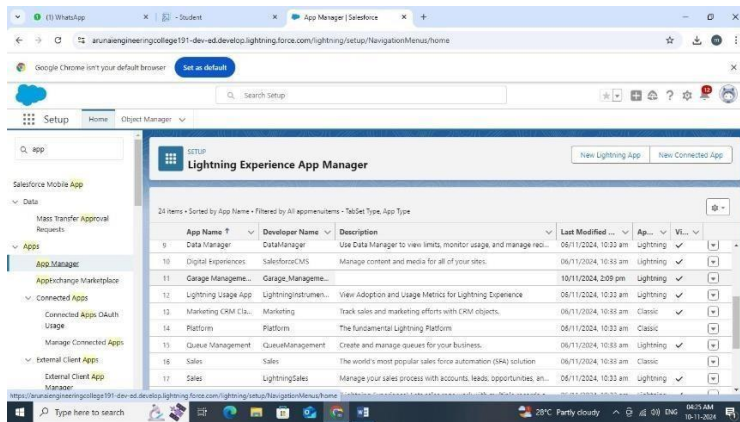 (1) WhatsApp
- Student
App Manager | Salesforce
arunaiengineeringcollege191-dev-ed.develop.lightning.force.com/lightning/setup/NavigationMenus/home
Google Chrome isn't your default browser Set as default
Search Setup
12
Setup Home Object Manager
app
Salesforce Mobile App
Data
Mass Transfer Approval
Requests
Apps
App Manager
AppExchange Marketplace
Connected Apps
Connected Apps OAuth
Usage
Manage Connected Apps
External Client Apps
External Client App
Manager
SETUP
Lightning Experience App Manager
New Lightning App New Connected App
24 items • Sorted by App Name • Filtered by All appmenuitems - TabSet Type, App Type
App Name ↑ Developer Name Description Last Modified ... Ap... Vi...
9 Data Manager DataManager Use Data Manager to view limits, monitor usage, and manage reci... 06/11/2024, 10:33 am Lightning
10 Digital Experiences SalesforceCMS Manage content and media for all of your sites. 06/11/2024, 10:33 am Lightning
11 Garage Manageme... Garage_Manageme... 10/11/2024, 2:09 pm Lightning
12 Lightning Usage App LightningInstrumen... View Adoption and Usage Metrics for Lightning Experience 06/11/2024, 10:33 am Lightning
13 Marketing CRM Cla... Marketing Track sales and marketing efforts with CRM objects. 06/11/2024, 10:33 am Classic
14 Platform Platform The fundamental Lightning Platform 06/11/2024, 10:33 am Classic
15 Queue Management QueueManagement Create and manage queues for your business. 06/11/2024, 10:33 am Lightning
16 Sales Sales The world's most popular sales force automation (SFA) solution 06/11/2024, 10:33 am Classic
17 Sales LightningSales Manage your sales process with accounts, leads, opportunities, an... 06/11/2024, 10:33 am Lightning
https://arunaiengineeringcollege191-dev-ed.develop.lightning.force.com/lightning/setup/NavigationMenus/home
Type here to search
28°C Partly cloudy
ENG
04:25 AM
10-11-2024